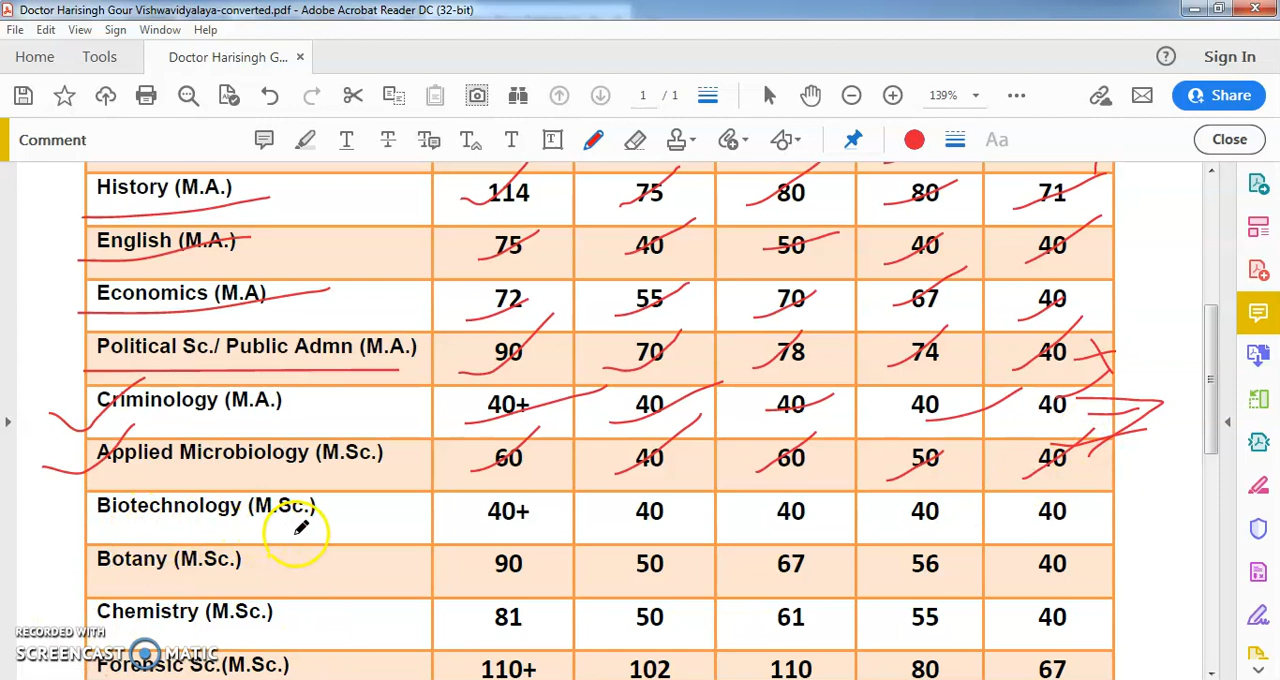 Doctor Harisingh Gour Vishwavidyalaya-converted.pdf - Adobe Acrobat Reader DC (32-bit)
File Edit View Sign Window Help
Home Tools Doctor Harisingh G... × Sign In
1 / 1 139% Share
Comment Close
History (M.A.) 114 75 80 80 71
English (M.A.) 75 40 50 40 40
Economics (M.A) 72 55 70 67 40
Political Sc./ Public Admn (M.A.) 90 70 78 74 40
Criminology (M.A.) 40+ 40 40 40 40
Applied Microbiology (M.Sc.) 60 40 60 50 40
Biotechnology (M.Sc.) 40+ 40 40 40 40
Botany (M.Sc.) 90 50 67 56 40
Chemistry (M.Sc.) 81 50 61 55 40
Forensic Sc.(M.Sc.) 110+ 102 110 80 67
RECORDED WITH
SCREENCAST MATIC